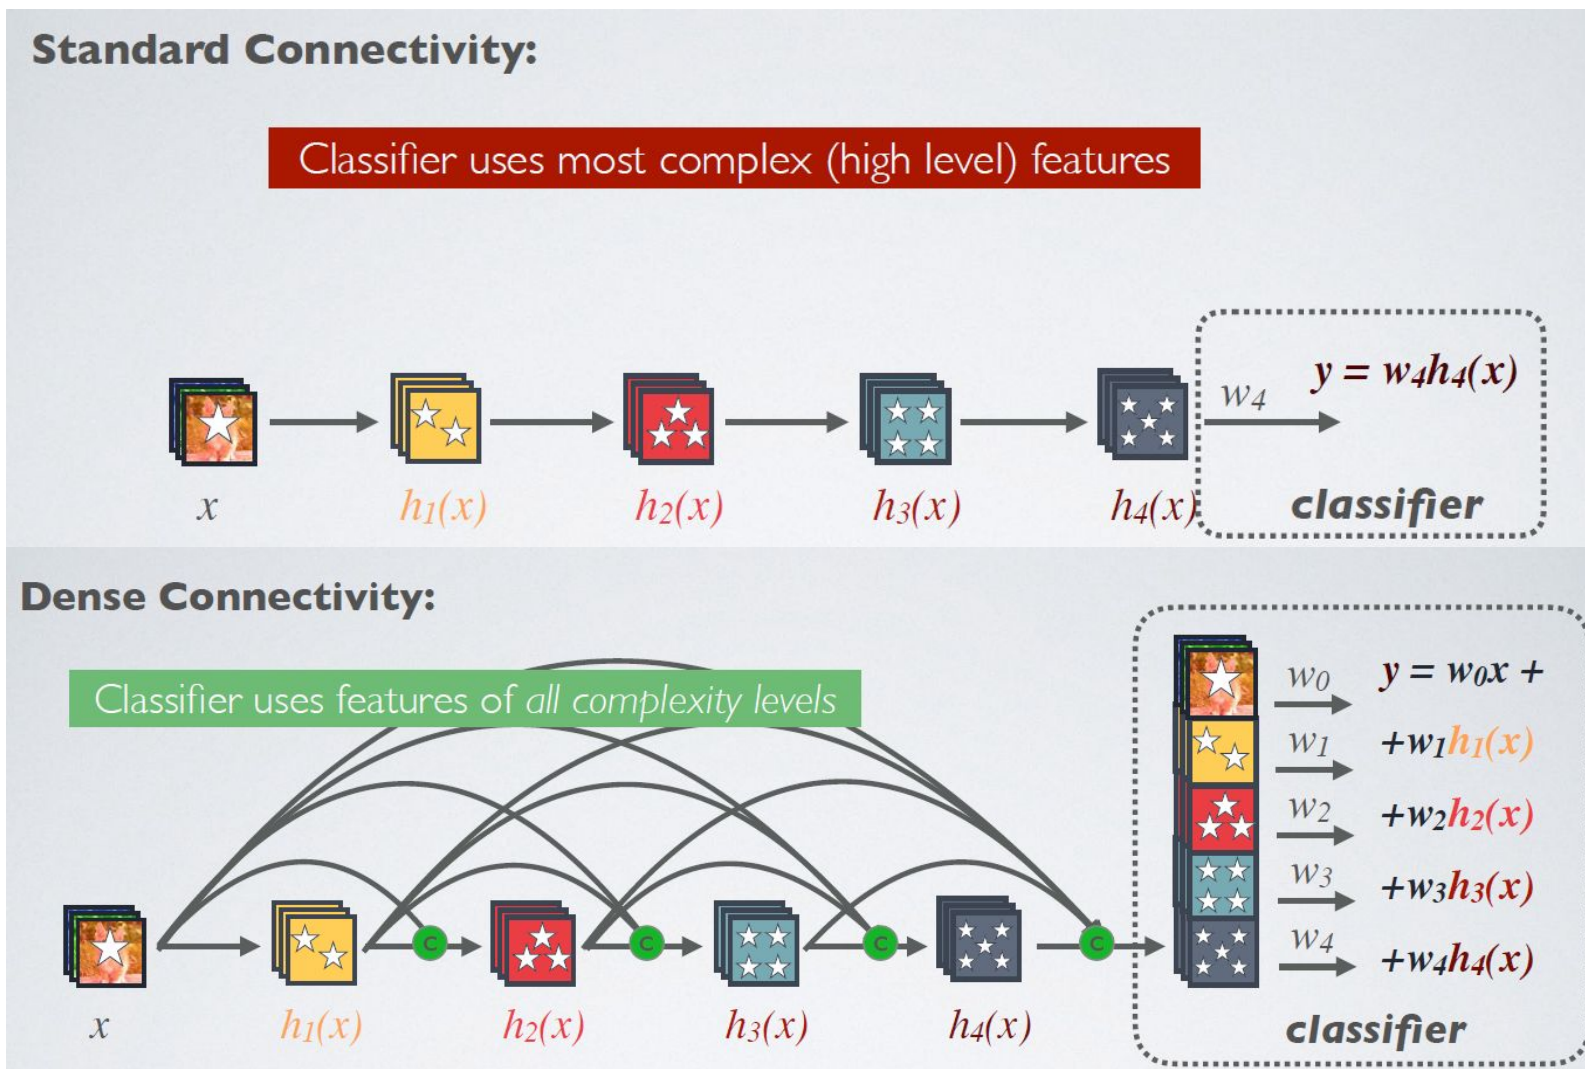 Standard Connectivity:
Classifier uses most complex (high level) features
w4
y = w4h4(x)
x
h1(x)
h2(x)
h3(x)
h4(x)
classifier
Dense Connectivity:
Classifier uses features of all complexity levels
w0
y = w0x +
w1
+w1h1(x)
w2
+w2h2(x)
w3
+w3h3(x)
w4
+w4h4(x)
C
C
C
C
x
h1(x)
h2(x)
h3(x)
h4(x)
classifier